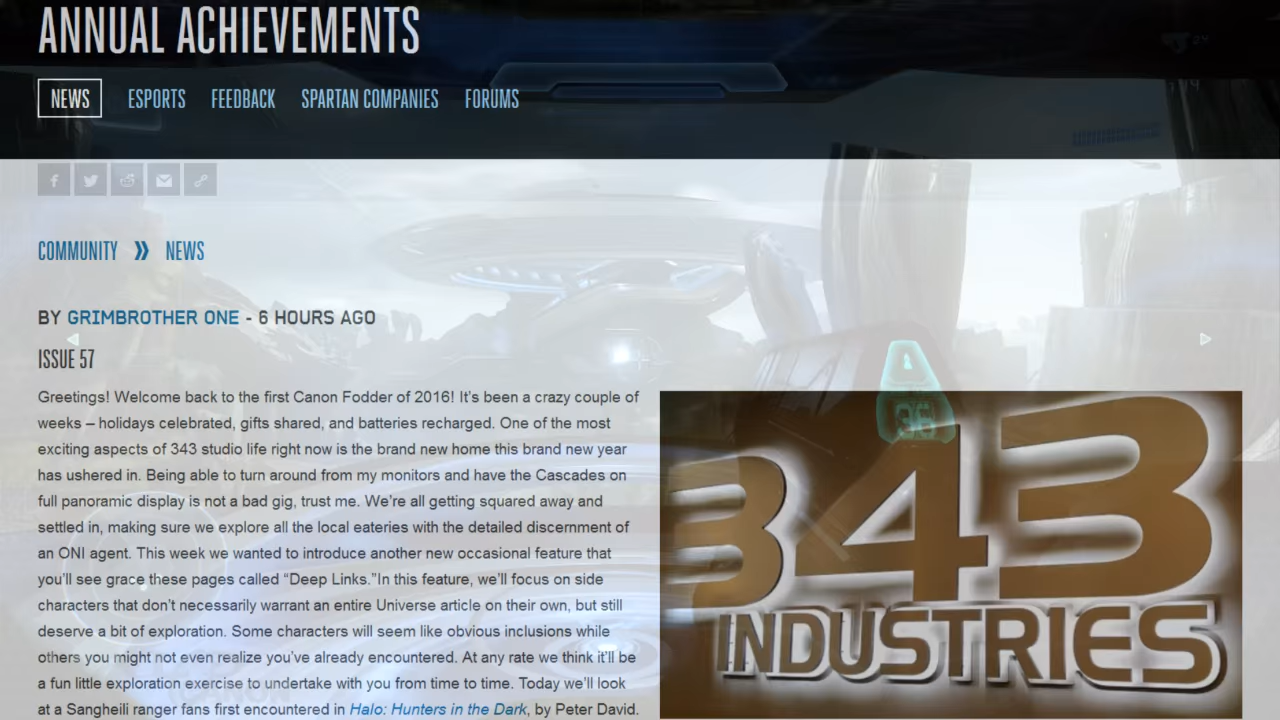 ANNUAL ACHIEVEMENTS
NEWS ESPORTS FEEDBACK SPARTAN COMPANIES FORUMS
COMMUNITY » NEWS
BY GRIMBROTHER ONE - 6 HOURS AGO
ISSUE 57
Greetings! Welcome back to the first Canon Fodder of 2016! It’s been a crazy couple of
weeks – holidays celebrated, gifts shared, and batteries recharged. One of the most
exciting aspects of 343 studio life right now is the brand new home this brand new year
has ushered in. Being able to turn around from my monitors and have the Cascades on
full panoramic display is not a bad gig, trust me. We’re all getting squared away and
settled in, making sure we explore all the local eateries with the detailed discernment of
an ONI agent. This week we wanted to introduce another new occasional feature that
you’ll see grace these pages called “Deep Links.”In this feature, we’ll focus on side
characters that don’t necessarily warrant an entire Universe article on their own, but still
deserve a bit of exploration. Some characters will seem like obvious inclusions while
others you might not even realize you’ve already encountered. At any rate we think it’ll be
a fun little exploration exercise to undertake with you from time to time. Today we’ll look
at a Sangheili ranger fans first encountered in Halo: Hunters in the Dark, by Peter David.
36
343
INDUSTRIES